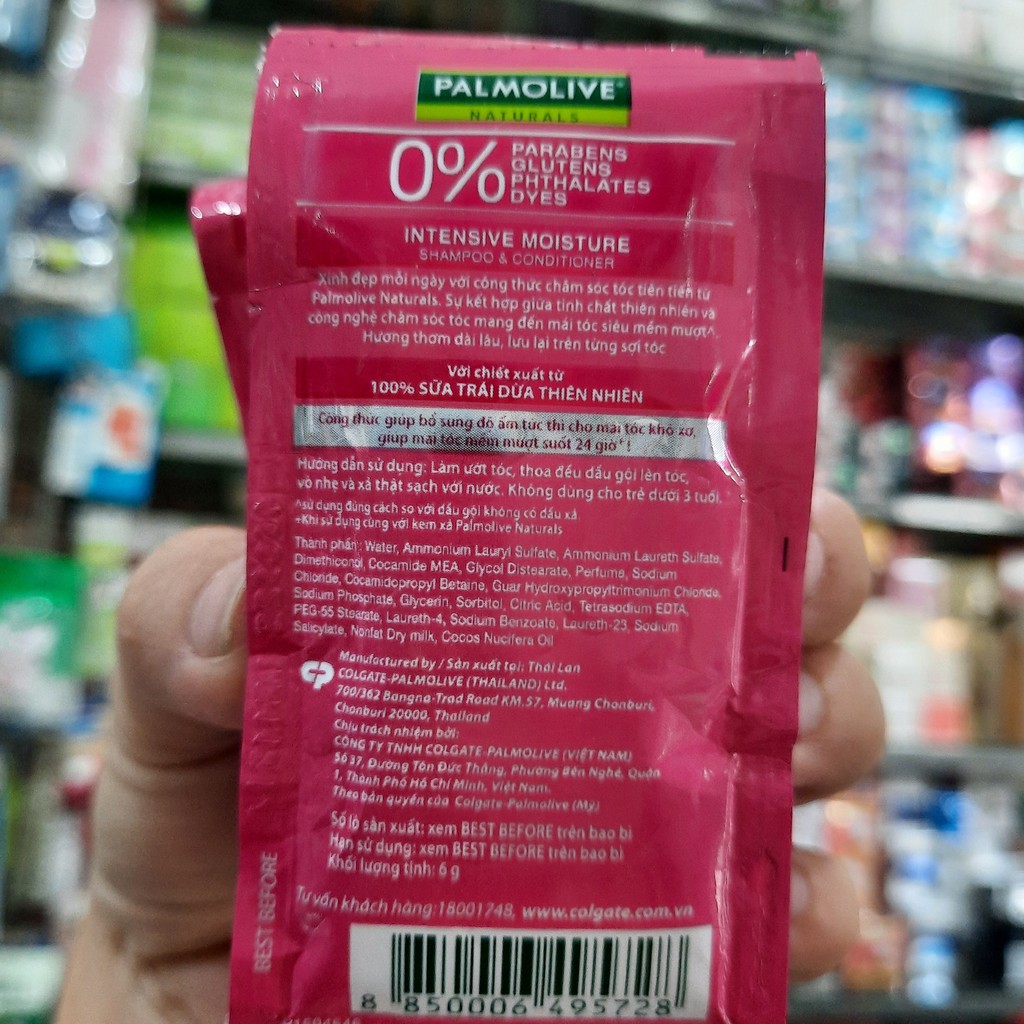 PALMOLIVE
NATURALS
0% PARABENS
GLUTENS
PHTHALATES
DYES
INTENSIVE MOISTURE
SHAMPOO & CONDITIONER
Xinh đẹp mỗi ngày với công thức chăm sóc tóc tiên tiến từ
Palmolive Naturals. Sự kết hợp giữa tinh chất thiên nhiên và
công nghệ chăm sóc tóc mang đến mái tóc siêu mềm mượt^.
Hương thơm dài lâu, lưu lại trên từng sợi tóc
Với chiết xuất từ
100% SỮA TRÁI DỪA THIÊN NHIÊN
Công thức giúp bổ sung độ ẩm tức thì cho mái tóc khô xơ,
giúp mái tóc mềm mượt suốt 24 giờ⁺!
Hướng dẫn sử dụng: Làm ướt tóc, thoa đều dầu gội lên tóc,
vò nhẹ và xả thật sạch với nước. Không dùng cho trẻ dưới 3 tuổi.
^sử dụng đúng cách so với dầu gội không có dầu xả
+Khi sử dụng cùng với kem xả Palmolive Naturals
Thành phần: Water, Ammonium Lauryl Sulfate, Ammonium Laureth Sulfate,
Dimethiconol, Cocamide MEA, Glycol Distearate, Perfume, Sodium
Chloride, Cocamidopropyl Betaine, Guar Hydroxypropyltrimonium Chloride,
Sodium Phosphate, Glycerin, Sorbitol, Citric Acid, Tetrasodium EDTA,
PEG-55 Stearate, Laureth-4, Sodium Benzoate, Laureth-23, Sodium
Salicylate, Nonfat Dry milk, Cocos Nucifera Oil
Manufactured by / Sản xuất tại: Thái Lan
CP COLGATE-PALMOLIVE (THAILAND) Ltd.
700/362 Bangna-Trad Road KM.57, Muang Chonburi,
Chonburi 20000, Thailand
Chịu trách nhiệm bởi:
CÔNG TY TNHH COLGATE-PALMOLIVE (VIỆT NAM)
Số 37, Đường Tôn Đức Thắng, Phường Bến Nghé, Quận
1, Thành Phố Hồ Chí Minh, Việt Nam.
Theo bản quyền của Colgate-Palmolive (Mỹ)
Số lô sản xuất: xem BEST BEFORE trên bao bì
Hạn sử dụng: xem BEST BEFORE trên bao bì
Khối lượng tịnh: 6 g
BEST BEFORE
Tư vấn khách hàng:18001748, www.colgate.com.vn
8 850006 495728